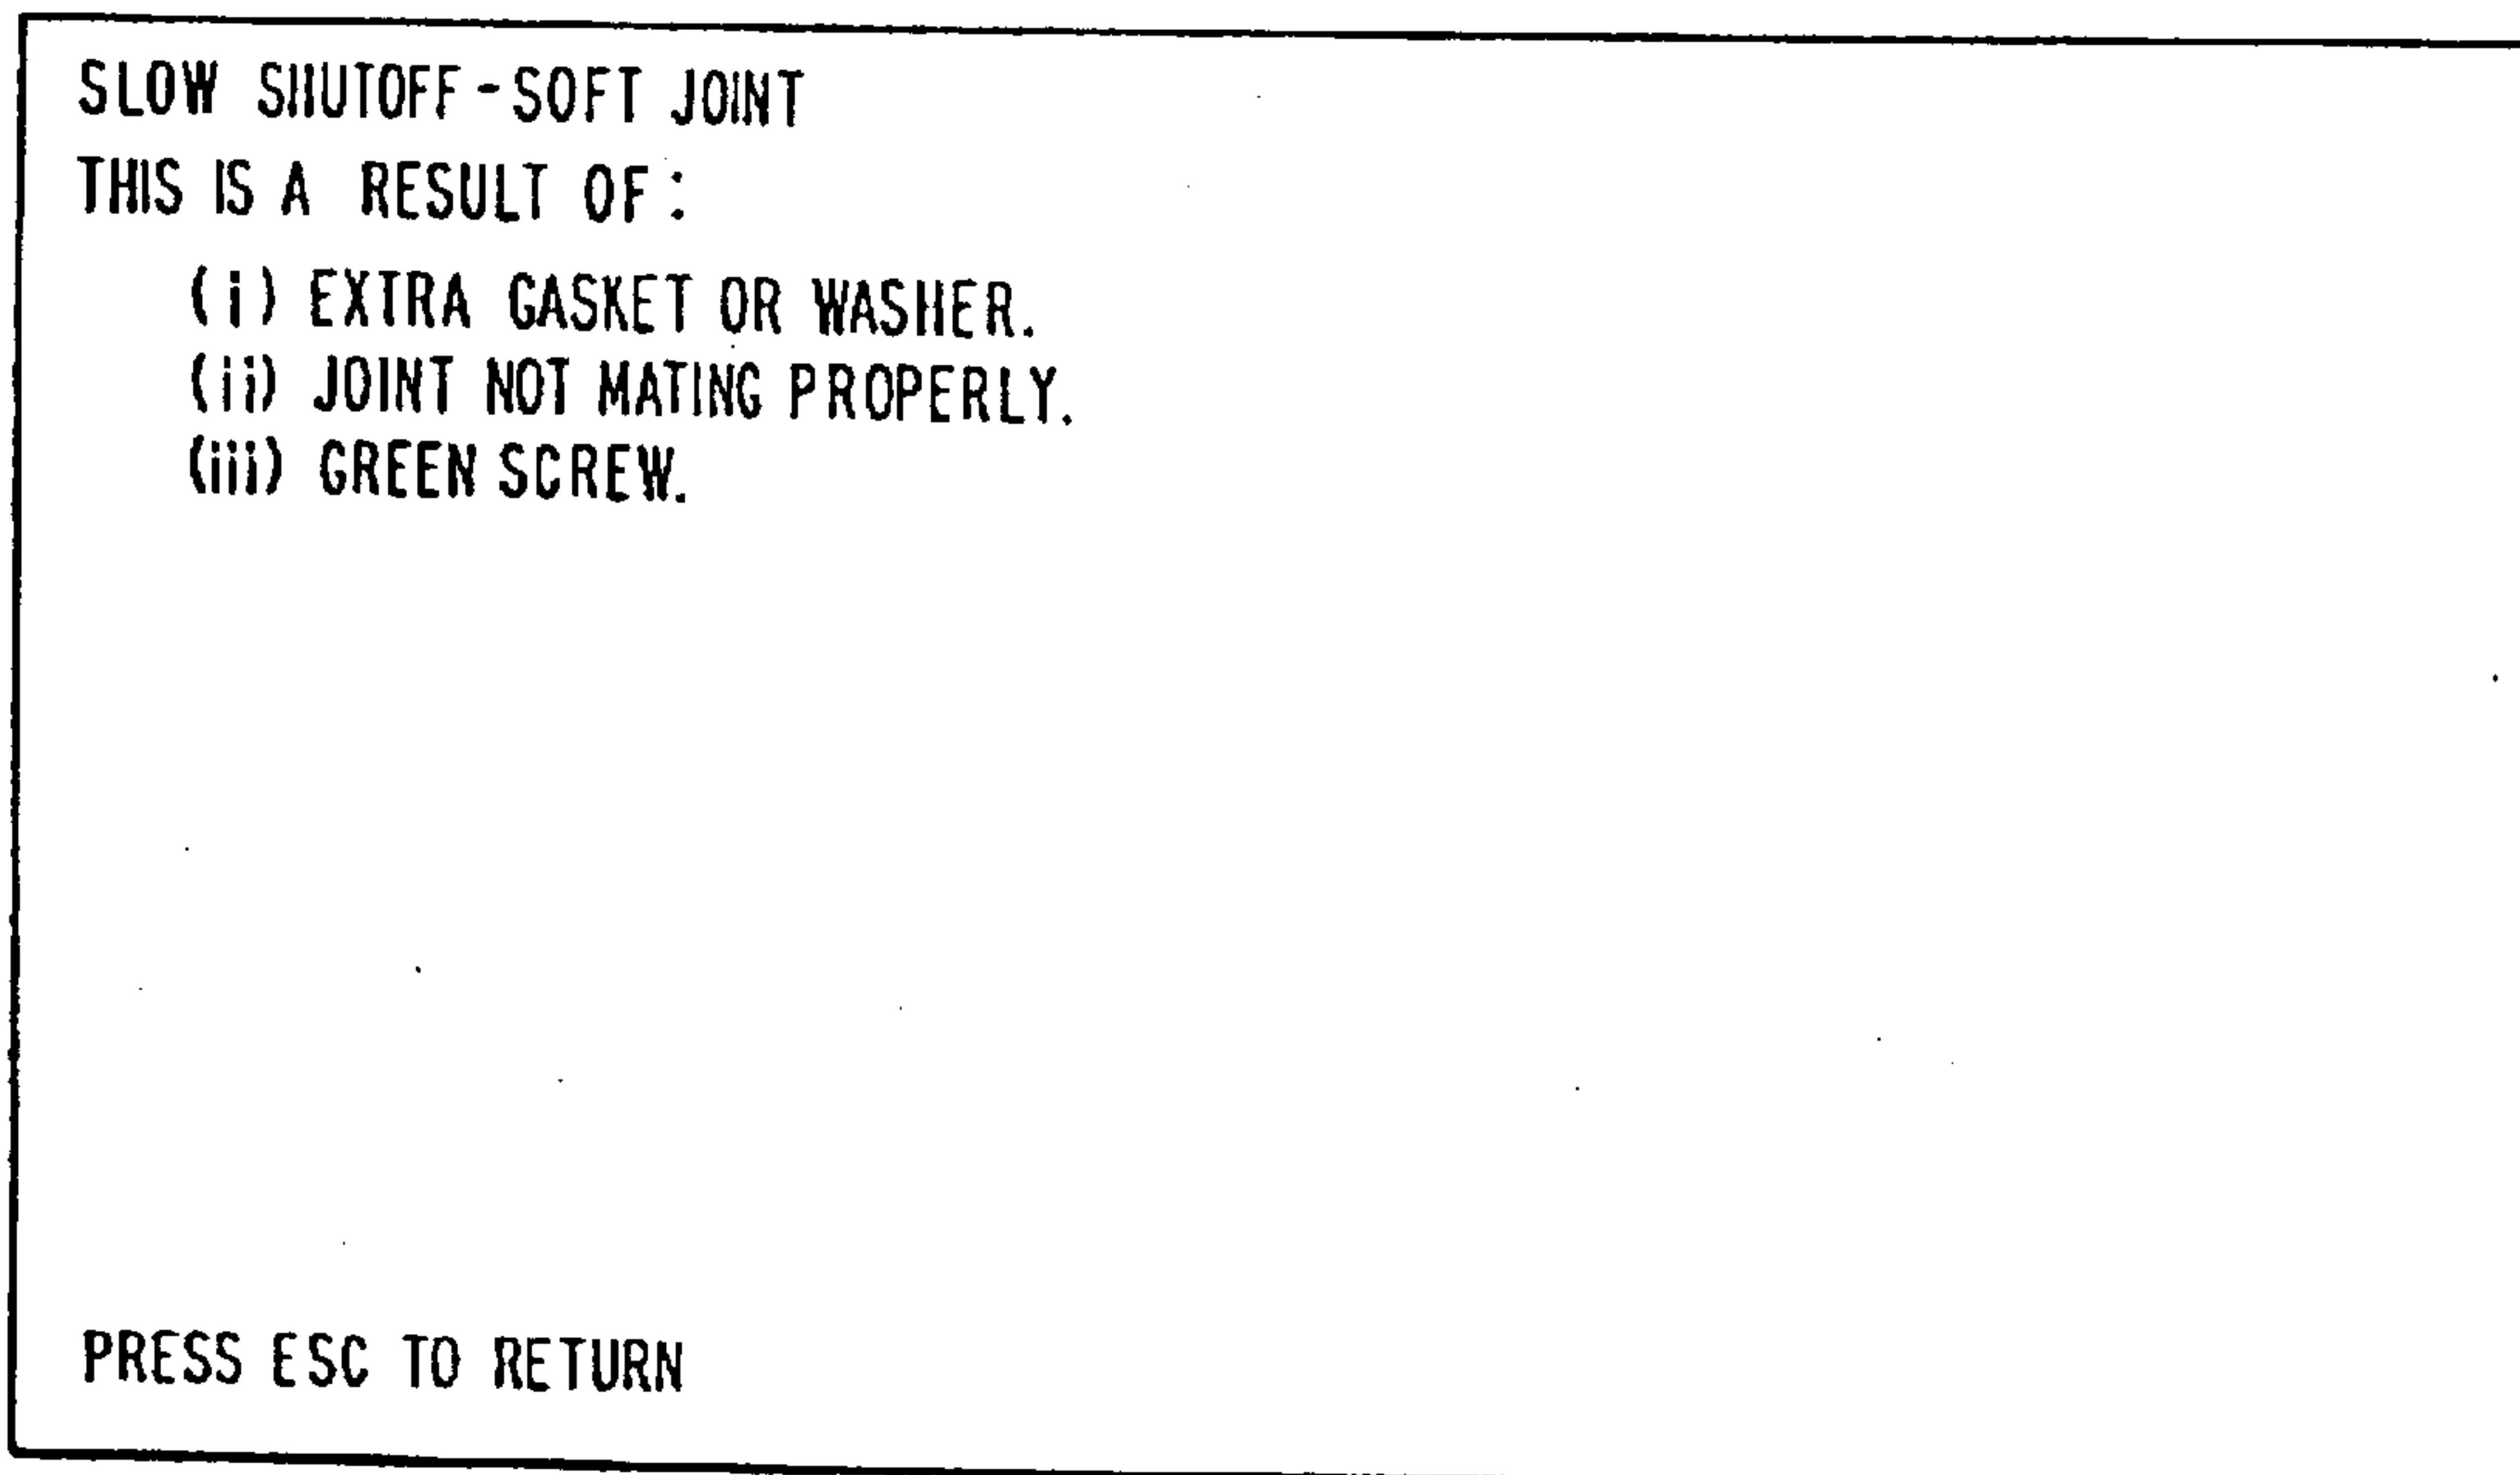 SLOW SHUTOFF-SOFT JOINT
THIS IS A RESULT OF:
(i) EXTRA GASKET OR WASHER.
(ii) JOINT NOT MATING PROPERLY.
(iii) GREEN SCREW.
PRESS ESC TO RETURN